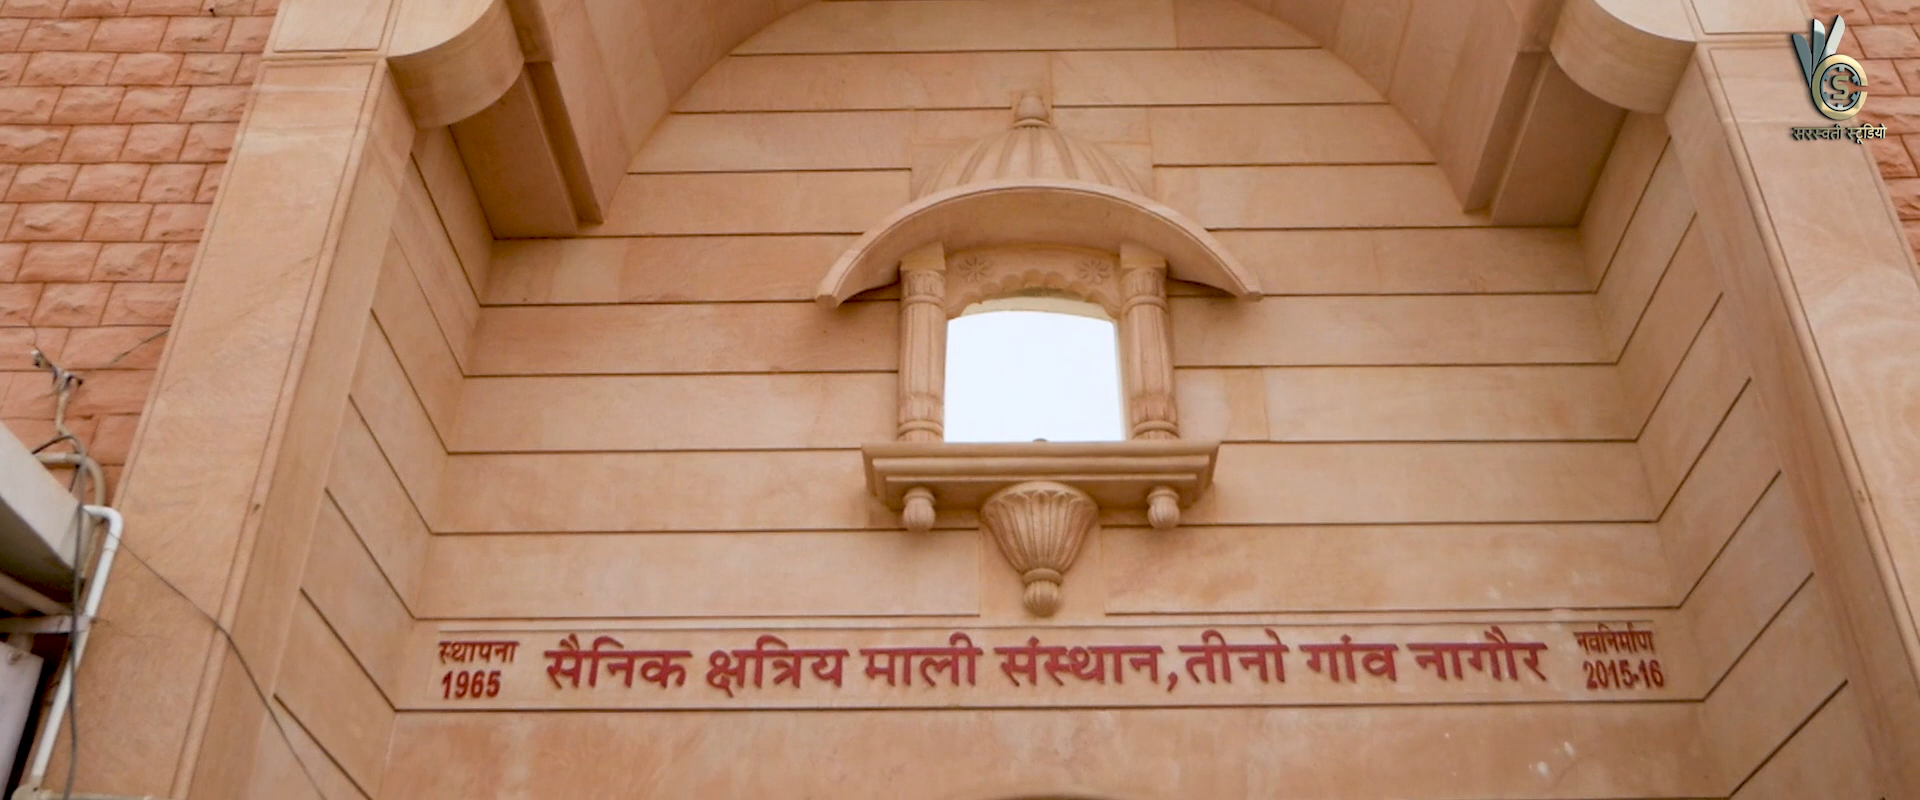 सरस्वती स्टूडियो
स्थापना
1965
सैनिक क्षत्रिय माली संस्थान, तीनो गांव नागौर
नवनिर्माण
2015-16